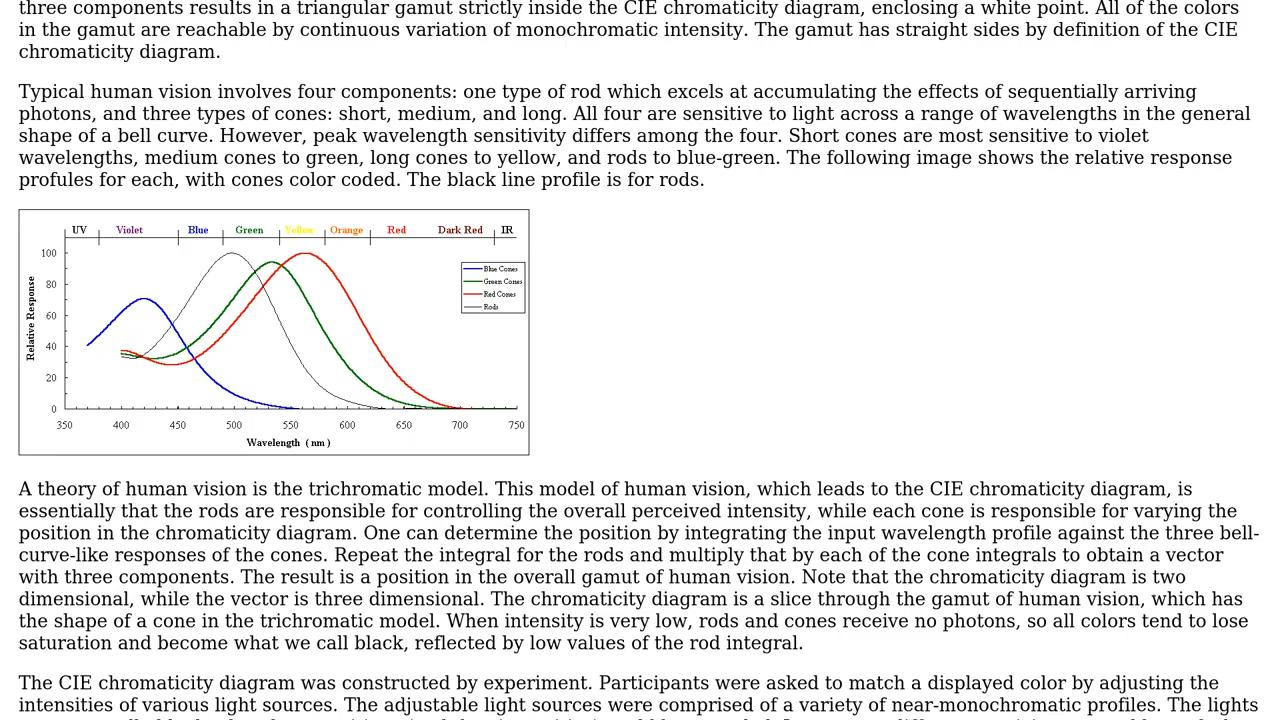 three components results in a triangular gamut strictly inside the CIE chromaticity diagram, enclosing a white point. All of the colors
in the gamut are reachable by continuous variation of monochromatic intensity. The gamut has straight sides by definition of the CIE
chromaticity diagram.
Typical human vision involves four components: one type of rod which excels at accumulating the effects of sequentially arriving
photons, and three types of cones: short, medium, and long. All four are sensitive to light across a range of wavelengths in the general
shape of a bell curve. However, peak wavelength sensitivity differs among the four. Short cones are most sensitive to violet
wavelengths, medium cones to green, long cones to yellow, and rods to blue-green. The following image shows the relative response
profules for each, with cones color coded. The black line profile is for rods.
UV Violet Blue Green Yellow Orange Red Dark Red IR
100
80
60
40
20
0
Relative Response
Blue Cones
Green Cones
Red Cones
Rods
350 400 450 500 550 600 650 700 750
Wavelength ( nm )
A theory of human vision is the trichromatic model. This model of human vision, which leads to the CIE chromaticity diagram, is
essentially that the rods are responsible for controlling the overall perceived intensity, while each cone is responsible for varying the
position in the chromaticity diagram. One can determine the position by integrating the input wavelength profile against the three bell-
curve-like responses of the cones. Repeat the integral for the rods and multiply that by each of the cone integrals to obtain a vector
with three components. The result is a position in the overall gamut of human vision. Note that the chromaticity diagram is two
dimensional, while the vector is three dimensional. The chromaticity diagram is a slice through the gamut of human vision, which has
the shape of a cone in the trichromatic model. When intensity is very low, rods and cones receive no photons, so all colors tend to lose
saturation and become what we call black, reflected by low values of the rod integral.
The CIE chromaticity diagram was constructed by experiment. Participants were asked to match a displayed color by adjusting the
intensities of various light sources. The adjustable light sources were comprised of a variety of near-monochromatic profiles. The lights